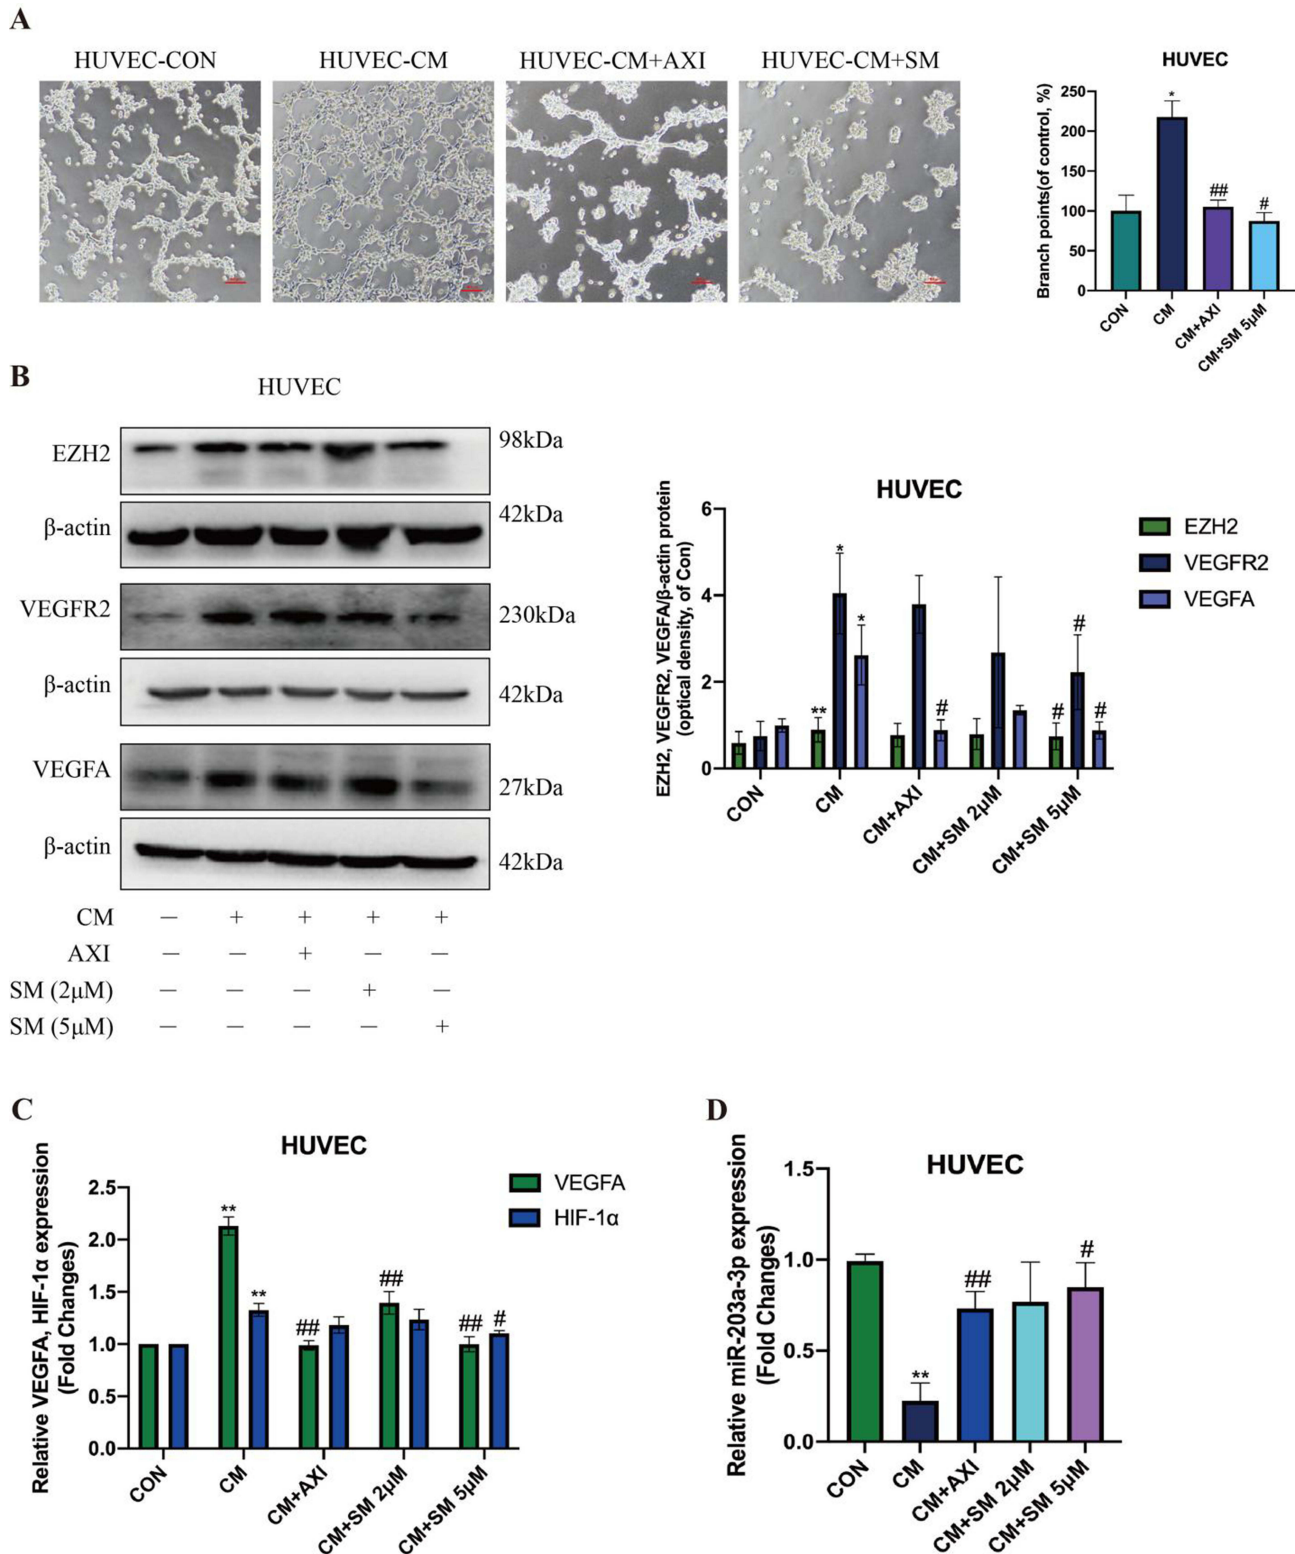 A
HUVEC-CON
HUVEC-CM
HUVEC-CM+AXI
HUVEC-CM+SM
HUVEC
Branch points(of control, %)
250
200
150
100
50
0
*
##
#
CON
CM
CM+AXI
CM+SM 5μM
B
HUVEC
EZH2
98kDa
β-actin
42kDa
VEGFR2
230kDa
β-actin
42kDa
VEGFA
27kDa
β-actin
42kDa
CM — + + + +
AXI — — + — —
SM (2μM) — — — + —
SM (5μM) — — — — +
HUVEC
EZH2, VEGFR2, VEGFA/β-actin protein
(optical density, of Con)
6
4
2
0
**
*
*
#
#
#
#
CON
CM
CM+AXI
CM+SM 2μM
CM+SM 5μM
EZH2
VEGFR2
VEGFA
C
HUVEC
Relative VEGFA, HIF-1α expression
(Fold Changes)
2.5
2.0
1.5
1.0
0.5
0.0
**
**
##
##
##
#
CON
CM
CM+AXI
CM+SM 2μM
CM+SM 5μM
VEGFA
HIF-1α
D
HUVEC
Relative miR-203a-3p expression
(Fold Changes)
1.5
1.0
0.5
0.0
**
##
#
CON
CM
CM+AXI
CM+SM 2μM
CM+SM 5μM